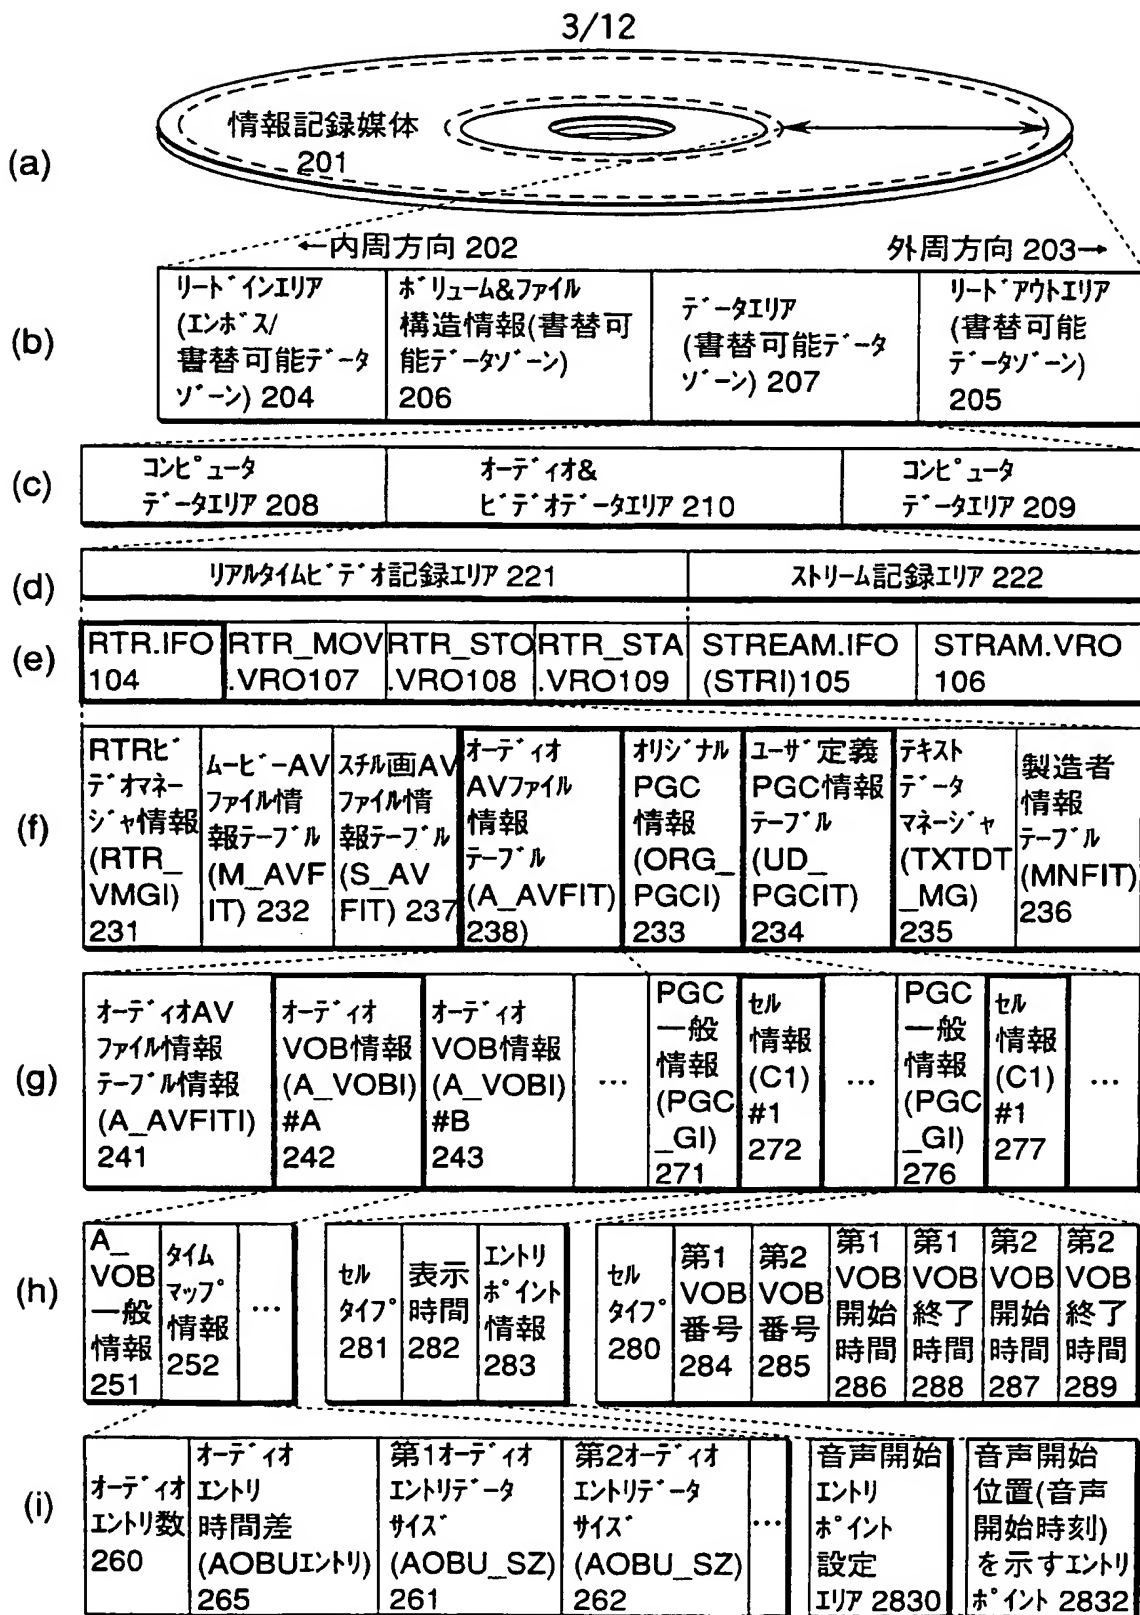 3/12
情報記録媒体
201
(a)
←内周方向 202
外周方向 203→
(b)
リードインエリア
(エンボス/
書替可能データ
ゾーン) 204
ボリューム&ファイル
構造情報(書替可
能データゾーン)
206
データエリア
(書替可能データ
ゾーン) 207
リードアウトエリア
(書替可能
データゾーン)
205
(c)
コンピュータ
データエリア 208
オーディオ&
ビデオデータエリア 210
コンピュータ
データエリア 209
(d)
リアルタイムビデオ記録エリア 221
ストリーム記録エリア 222
(e)
RTR.IFO
104
RTR_MOV
.VRO107
RTR_STO
.VRO108
RTR_STA
.VRO109
STREAM.IFO
(STRI)105
STRAM.VRO
106
(f)
RTRビ
デオマネー
ジャ情報
(RTR_
VMGI)
231
ムービーAV
ファイル情
報テーブル
(M_AVF
IT) 232
スチル画AV
ファイル情
報テーブル
(S_AV
FIT) 237
オーディオ
AVファイル
情報
テーブル
(A_AVFIT)
238)
オリジナル
PGC
情報
(ORG_
PGCI)
233
ユーザ定義
PGC情報
テーブル
(UD_
PGCIT)
234
テキスト
データ
マネージャ
(TXTDT
_MG)
235
製造者
情報
テーブル
(MNFIT)
236
(g)
オーディオAV
ファイル情報
テーブル情報
(A_AVFITI)
241
オーディオ
VOB情報
(A_VOBI)
#A
242
オーディオ
VOB情報
(A_VOBI)
#B
243
…
PGC
一般
情報
(PGC
_GI)
271
セル
情報
(C1)
#1
272
…
PGC
一般
情報
(PGC
_GI)
276
セル
情報
(C1)
#1
277
…
(h)
A_
VOB
一般
情報
251
タイム
マップ
情報
252
…
セル
タイプ
281
表示
時間
282
エントリ
ポイント
情報
283
セル
タイプ
280
第1
VOB
番号
284
第2
VOB
番号
285
第1
VOB
開始
時間
286
第1
VOB
終了
時間
288
第2
VOB
開始
時間
287
第2
VOB
終了
時間
289
(i)
オーディオ
エントリ数
260
オーディオ
エントリ
時間差
(AOBUエントリ)
265
第1オーディオ
エントリデータ
サイズ
(AOBU_SZ)
261
第2オーディオ
エントリデータ
サイズ
(AOBU_SZ)
262
…
音声開始
エントリ
ポイント
設定
エリア 2830
音声開始
位置(音声
開始時刻)
を示すエントリ
ポイント 2832